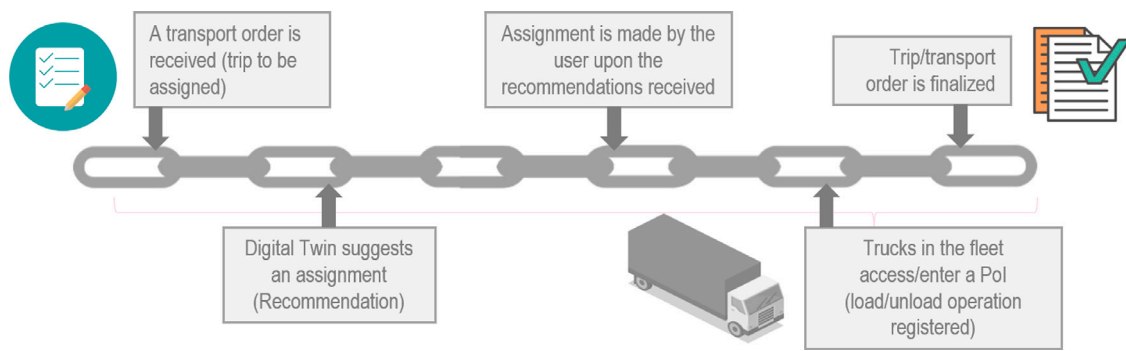 A transport order is
received (trip to be
assigned)
Assignment is made by the
user upon the
recommendations received
Trip/transport
order is finalized
Digital Twin suggests
an assignment
(Recommendation)
Trucks in the fleet
access/enter a PoI
(load/unload operation
registered)